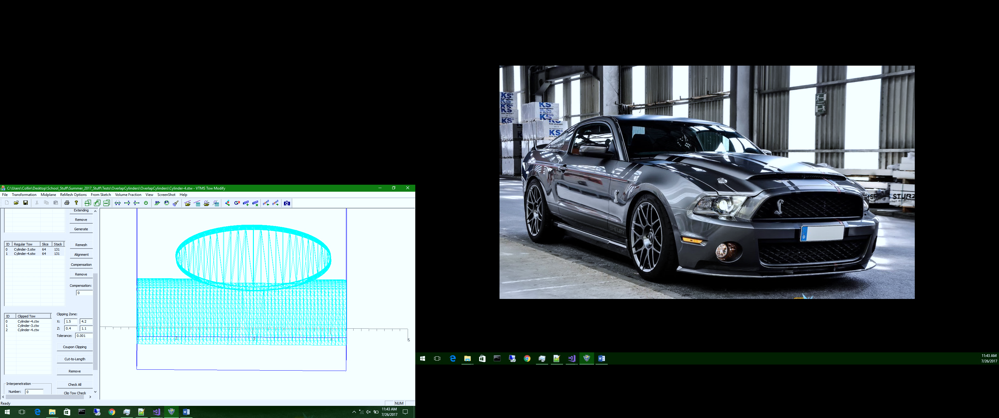 C:\Users\Collin\Desktop\School_Stuff\Summer_2017_Stuff\Tests\OverlapCylinders\OverlapCylinders\Cylinder-4.stw - VTMS Tow Modify
File Transformation Midplane ReMesh Options From Sketch Volume Fraction View ScreenShot Help
Extending
Remove
Generate
ID Regular Tow Slice Stack
0 Cylinder-3.stw 64 131
1 Cylinder-4.stw 64 131
Remesh
Alignment
Compensation
Remove
Compensation:
0
ID Clipped Tow
0 Cylinder-4.ctw
1 Cylinder-3.ctw
2 Cylinder-4.ctw
Clipping Zone:
X: 1.5 4.2
Z: 0.4 1.1
Tolerance: 0.001
Coupon Clipping
Cut-to-Length
Remove
Check All
Clip Tow Check
Interpenetration
Number: 0
2 3 4 5
Ready
NUM
11:43 AM
7/26/2017
KS
KS
KS
KS
KS
KS
KS
SHELBY
D
STURZ
11:43 AM
7/26/2017